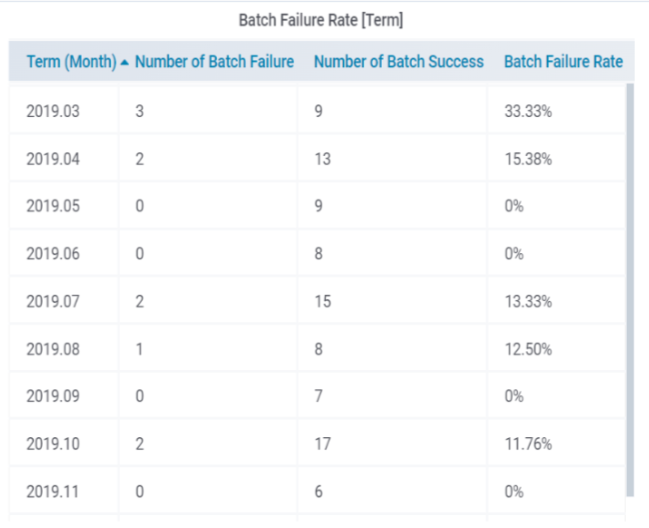 Batch Failure Rate [Term]
Term (Month) Number of Batch Failure Number of Batch Success Batch Failure Rate
2019.03 3 9 33.33%
2019.04 2 13 15.38%
2019.05 0 9 0%
2019.06 0 8 0%
2019.07 2 15 13.33%
2019.08 1 8 12.50%
2019.09 0 7 0%
2019.10 2 17 11.76%
2019.11 0 6 0%